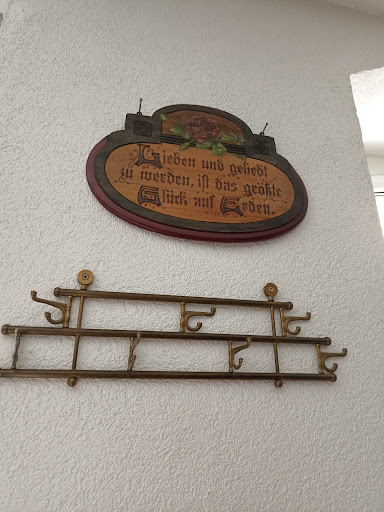 Lieben und geliebt
zu werden, ist das größte
Glück auf Erden.